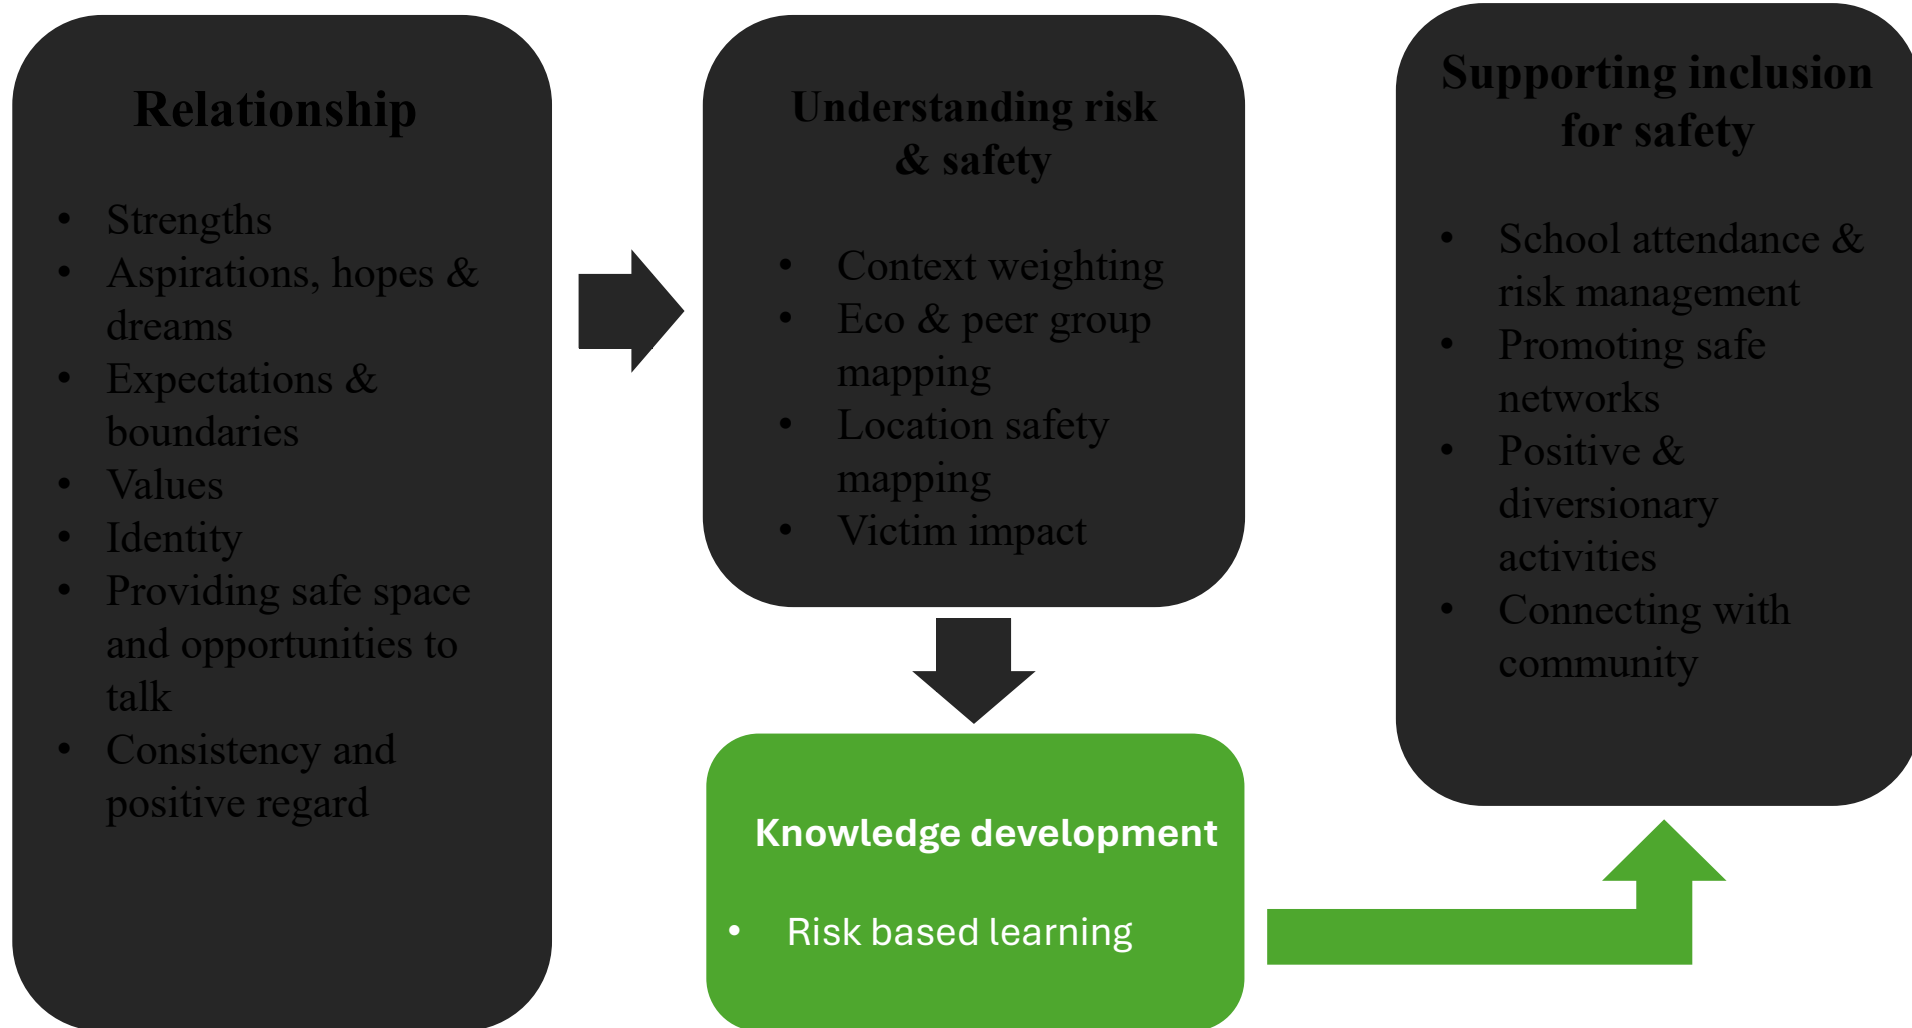 Relationship
• Strengths
• Aspirations, hopes &
dreams
• Expectations &
boundaries
• Values
• Identity
• Providing safe space
and opportunities to
talk
• Consistency and
positive regard
Understanding risk
& safety
• Context weighting
• Eco & peer group
mapping
• Location safety
mapping
• Victim impact
Knowledge development
• Risk based learning
Supporting inclusion
for safety
• School attendance &
risk management
• Promoting safe
networks
• Positive &
diversionary
activities
• Connecting with
community